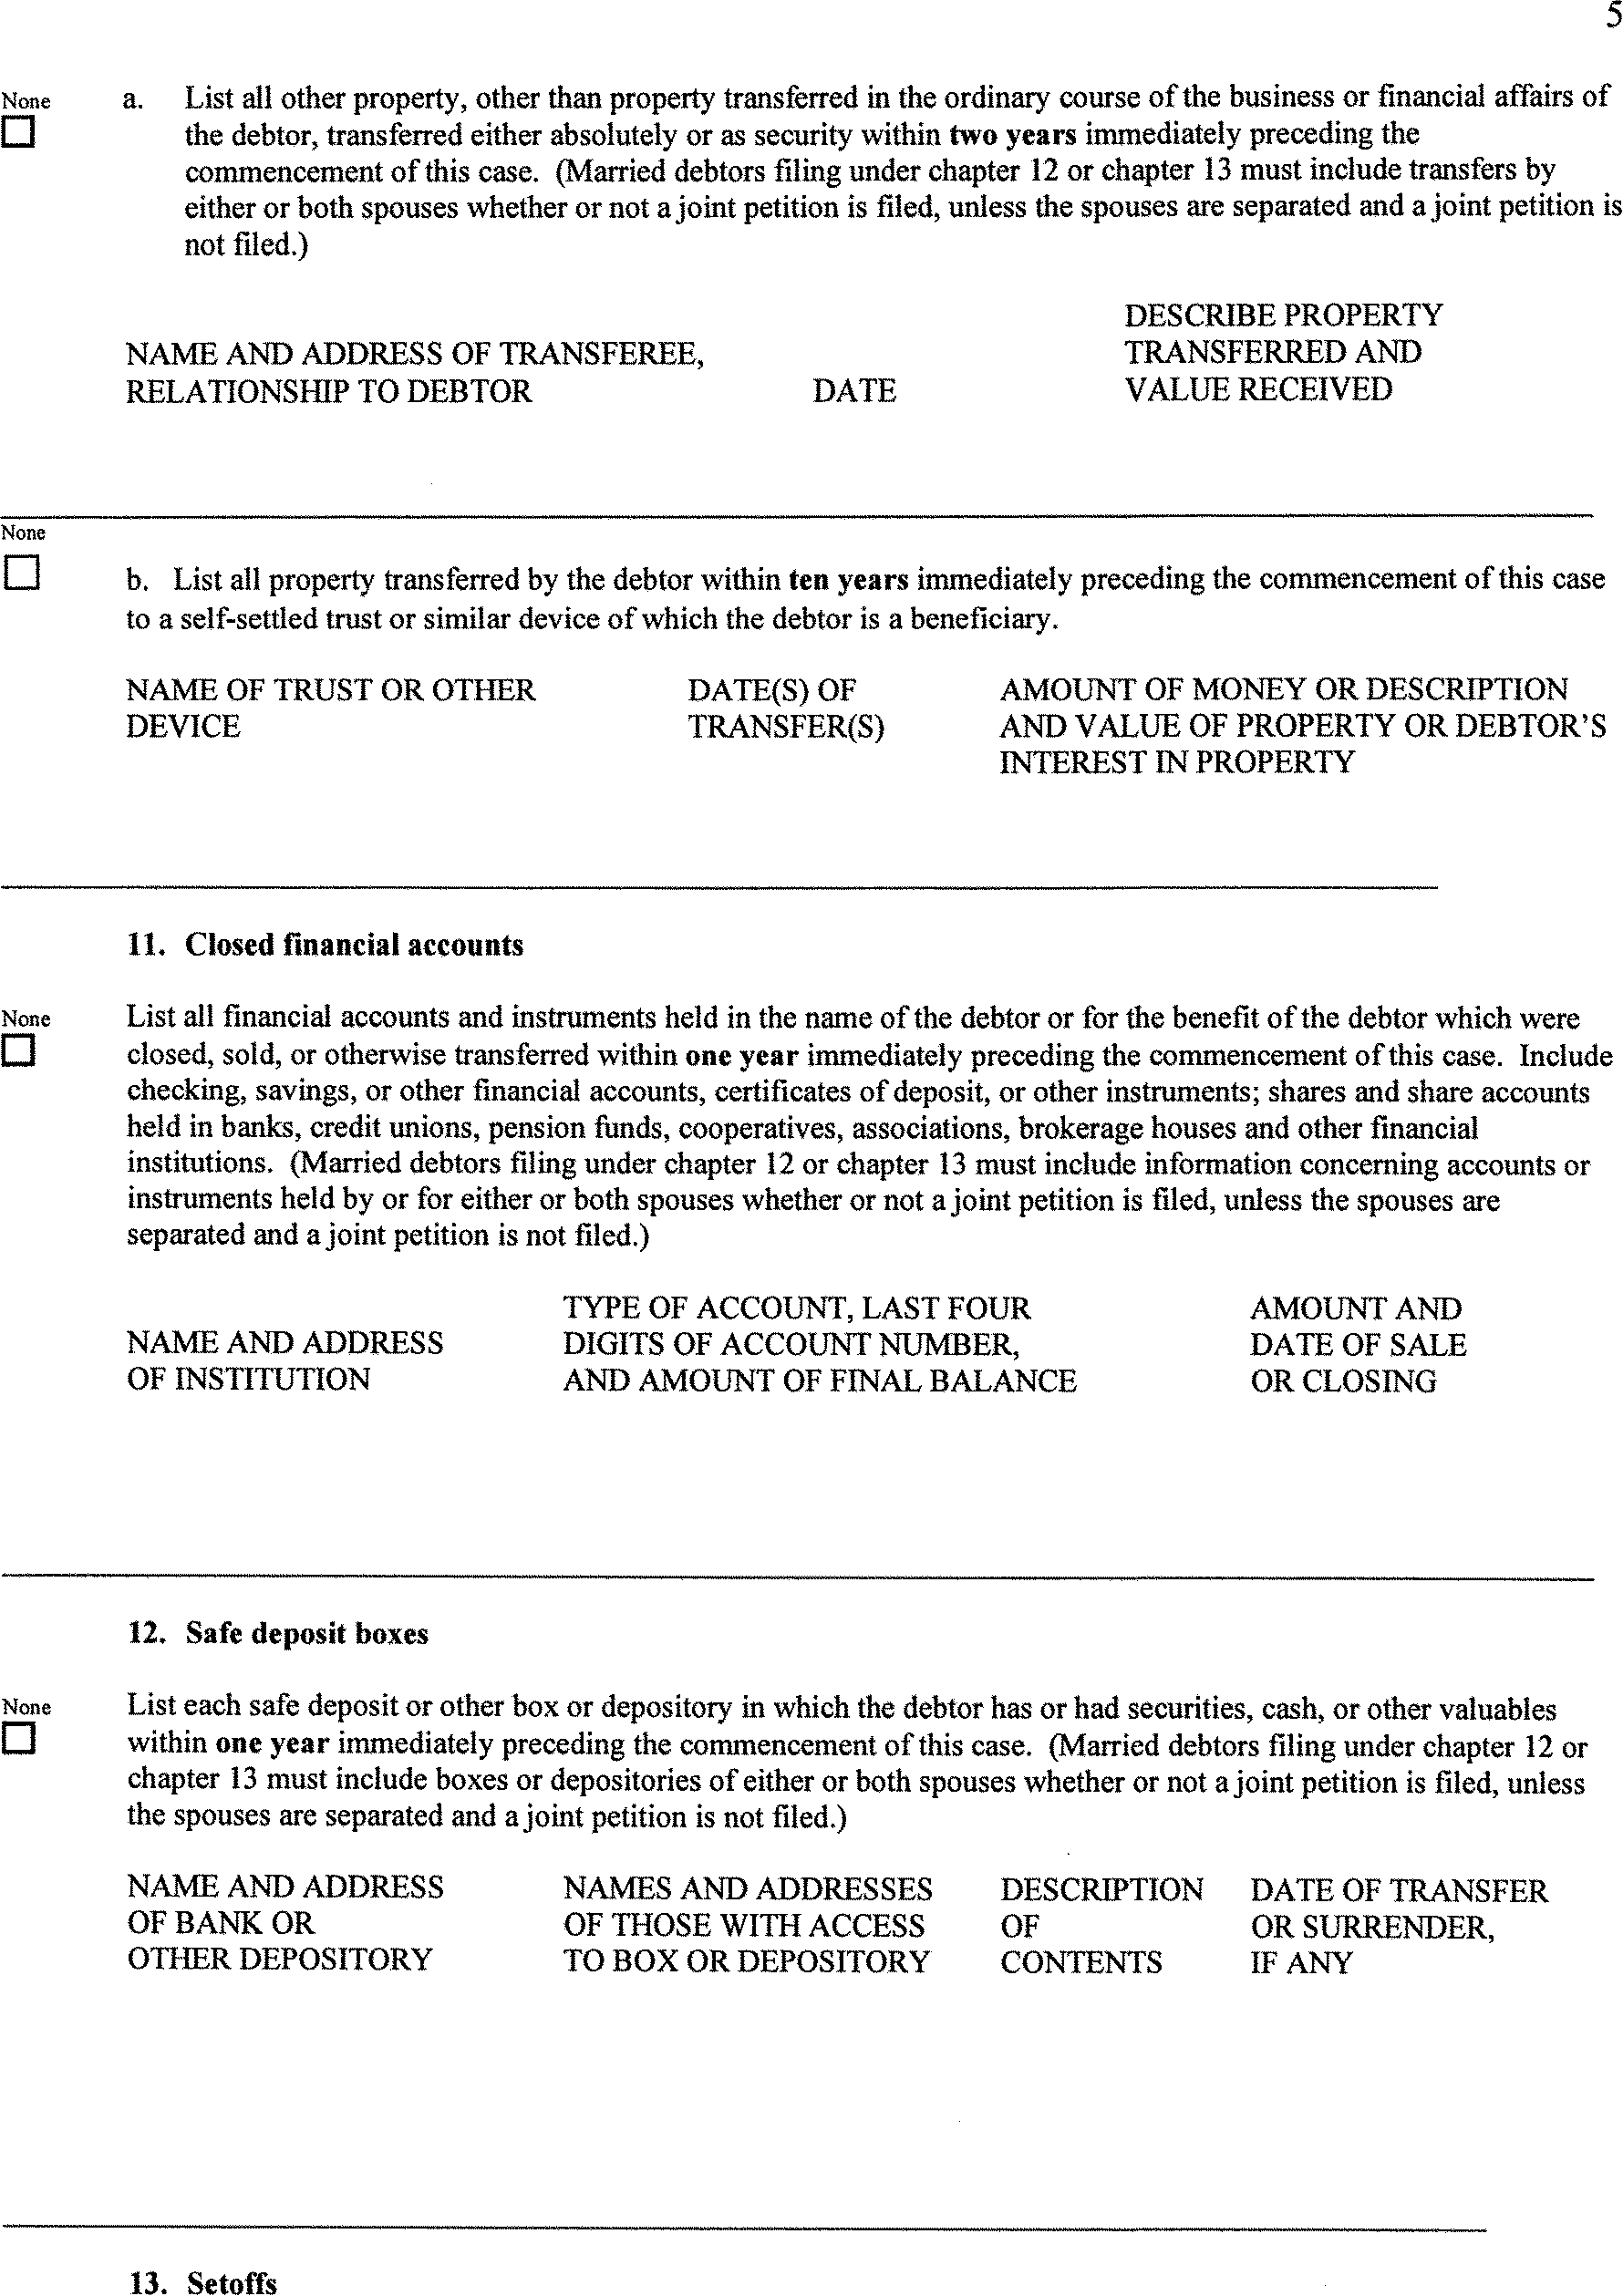 5
None
a. List all other property, other than property transferred in the ordinary course of the business or financial affairs of
the debtor, transferred either absolutely or as security within two years immediately preceding the
commencement of this case. (Married debtors filing under chapter 12 or chapter 13 must include transfers by
either or both spouses whether or not a joint petition is filed, unless the spouses are separated and a joint petition is
not filed.)
NAME AND ADDRESS OF TRANSFEREE,
RELATIONSHIP TO DEBTOR
DATE
DESCRIBE PROPERTY
TRANSFERRED AND
VALUE RECEIVED
None
b. List all property transferred by the debtor within ten years immediately preceding the commencement of this case
to a self-settled trust or similar device of which the debtor is a beneficiary.
NAME OF TRUST OR OTHER
DEVICE
DATE(S) OF
TRANSFER(S)
AMOUNT OF MONEY OR DESCRIPTION
AND VALUE OF PROPERTY OR DEBTOR'S
INTEREST IN PROPERTY
11. Closed financial accounts
None
List all financial accounts and instruments held in the name of the debtor or for the benefit of the debtor which were
closed, sold, or otherwise transferred within one year immediately preceding the commencement of this case. Include
checking, savings, or other financial accounts, certificates of deposit, or other instruments; shares and share accounts
held in banks, credit unions, pension funds, cooperatives, associations, brokerage houses and other financial
institutions. (Married debtors filing under chapter 12 or chapter 13 must include information concerning accounts or
instruments held by or for either or both spouses whether or not a joint petition is filed, unless the spouses are
separated and a joint petition is not filed.)
NAME AND ADDRESS
OF INSTITUTION
TYPE OF ACCOUNT, LAST FOUR
DIGITS OF ACCOUNT NUMBER,
AND AMOUNT OF FINAL BALANCE
AMOUNT AND
DATE OF SALE
OR CLOSING
12. Safe deposit boxes
None
List each safe deposit or other box or depository in which the debtor has or had securities, cash, or other valuables
within one year immediately preceding the commencement of this case. (Married debtors filing under chapter 12 or
chapter 13 must include boxes or depositories of either or both spouses whether or not a joint petition is filed, unless
the spouses are separated and a joint petition is not filed.)
NAME AND ADDRESS
OF BANK OR
OTHER DEPOSITORY
NAMES AND ADDRESSES
OF THOSE WITH ACCESS
TO BOX OR DEPOSITORY
DESCRIPTION
OF
CONTENTS
DATE OF TRANSFER
OR SURRENDER,
IF ANY
13. Setoffs